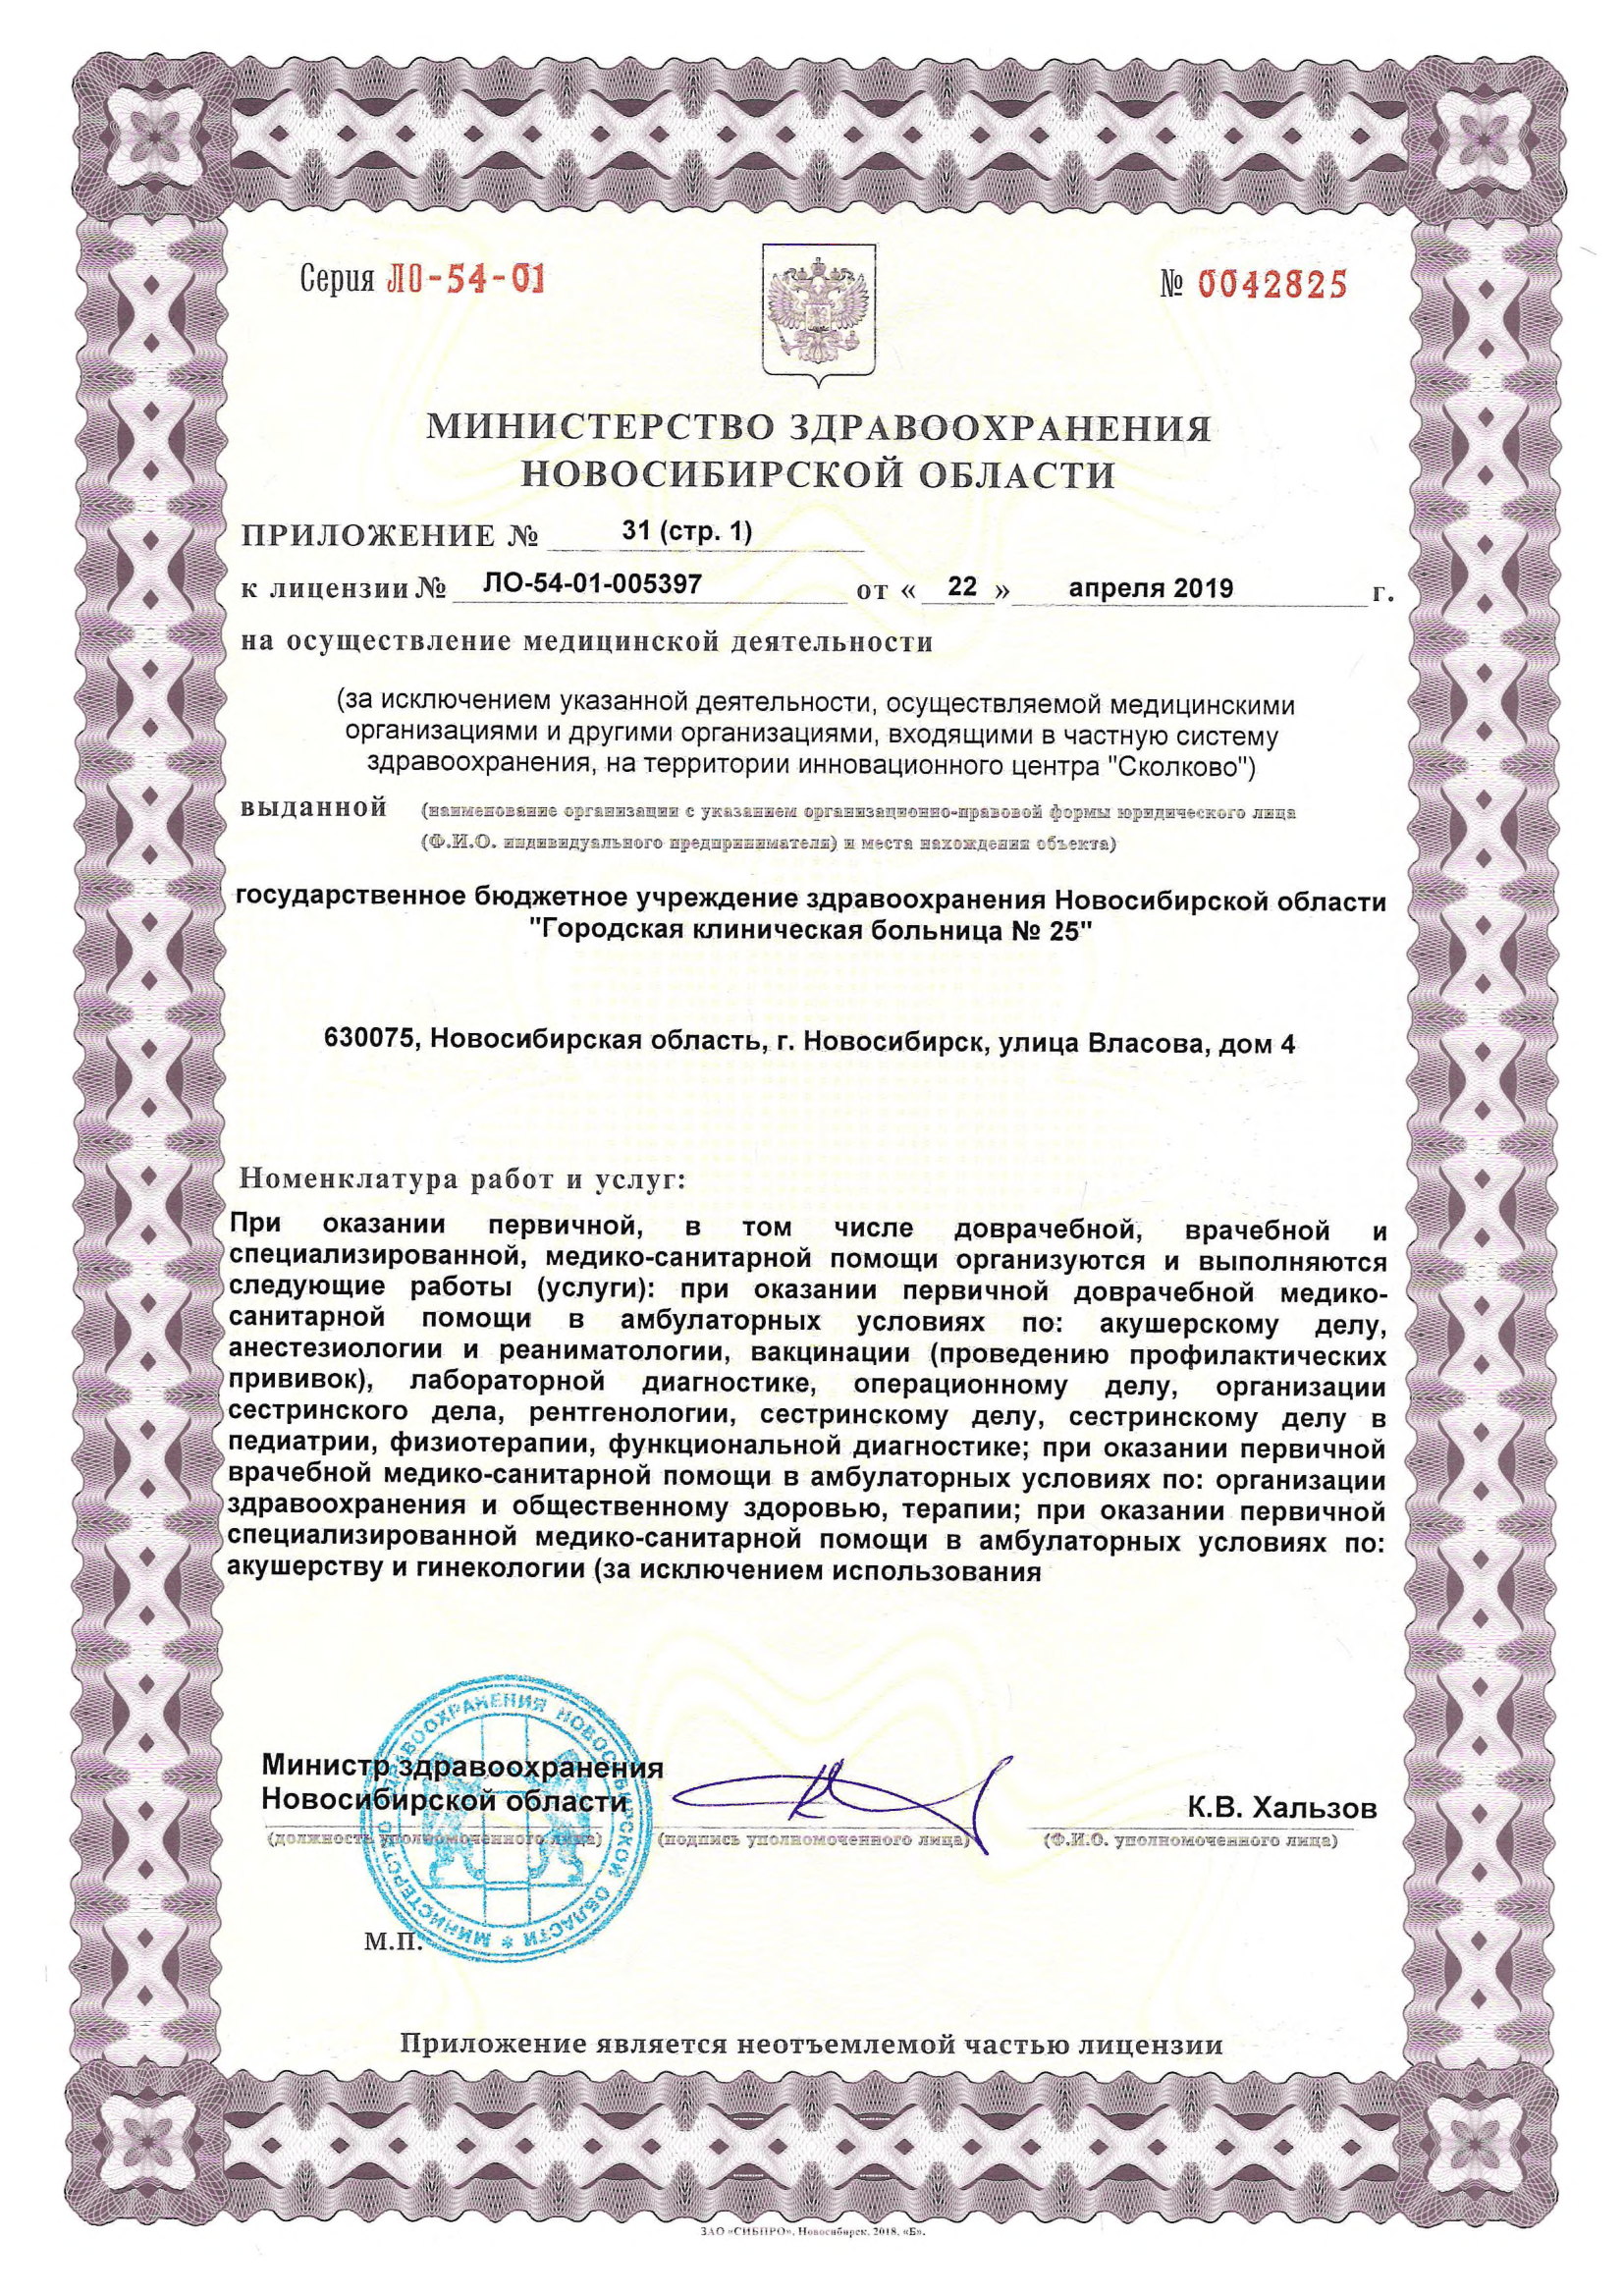 Серия ЛО-54-01
№ 0042825
МИНИСТЕРСТВО ЗДРАВООХРАНЕНИЯ
НОВОСИБИРСКОЙ ОБЛАСТИ
ПРИЛОЖЕНИЕ № 31 (стр. 1)
к лицензии № ЛО-54-01-005397 от « 22 » апреля 2019 г.
на осуществление медицинской деятельности
(за исключением указанной деятельности, осуществляемой медицинскими
организациями и другими организациями, входящими в частную систему
здравоохранения, на территории инновационного центра "Сколково")
выданной (наименование организации с указанием организационно-правовой формы юридического лица
(Ф.И.О. индивидуального предпринимателя) и места нахождения объекта)
государственное бюджетное учреждение здравоохранения Новосибирской области
"Городская клиническая больница № 25"
630075, Новосибирская область, г. Новосибирск, улица Власова, дом 4
Номенклатура работ и услуг:
При оказании первичной, в том числе доврачебной, врачебной и
специализированной, медико-санитарной помощи организуются и выполняются
следующие работы (услуги): при оказании первичной доврачебной медико-
санитарной помощи в амбулаторных условиях по: акушерскому делу,
анестезиологии и реаниматологии, вакцинации (проведению профилактических
прививок), лабораторной диагностике, операционному делу, организации
сестринского дела, рентгенологии, сестринскому делу, сестринскому делу в
педиатрии, физиотерапии, функциональной диагностике; при оказании первичной
врачебной медико-санитарной помощи в амбулаторных условиях по: организации
здравоохранения и общественному здоровью, терапии; при оказании первичной
специализированной медико-санитарной помощи в амбулаторных условиях по:
акушерству и гинекологии (за исключением использования
Министр здравоохранения
Новосибирской области
К.В. Хальзов
(должность уполномоченного лица)
(подпись уполномоченного лица)
(Ф.И.О. уполномоченного лица)
МИНИСТЕРСТВО ЗДРАВООХРАНЕНИЯ НОВОСИБИРСКОЙ ОБЛАСТИ *
М.П.
Приложение является неотъемлемой частью лицензии
ЗАО «СИБПРО», Новосибирск, 2018, «Б».